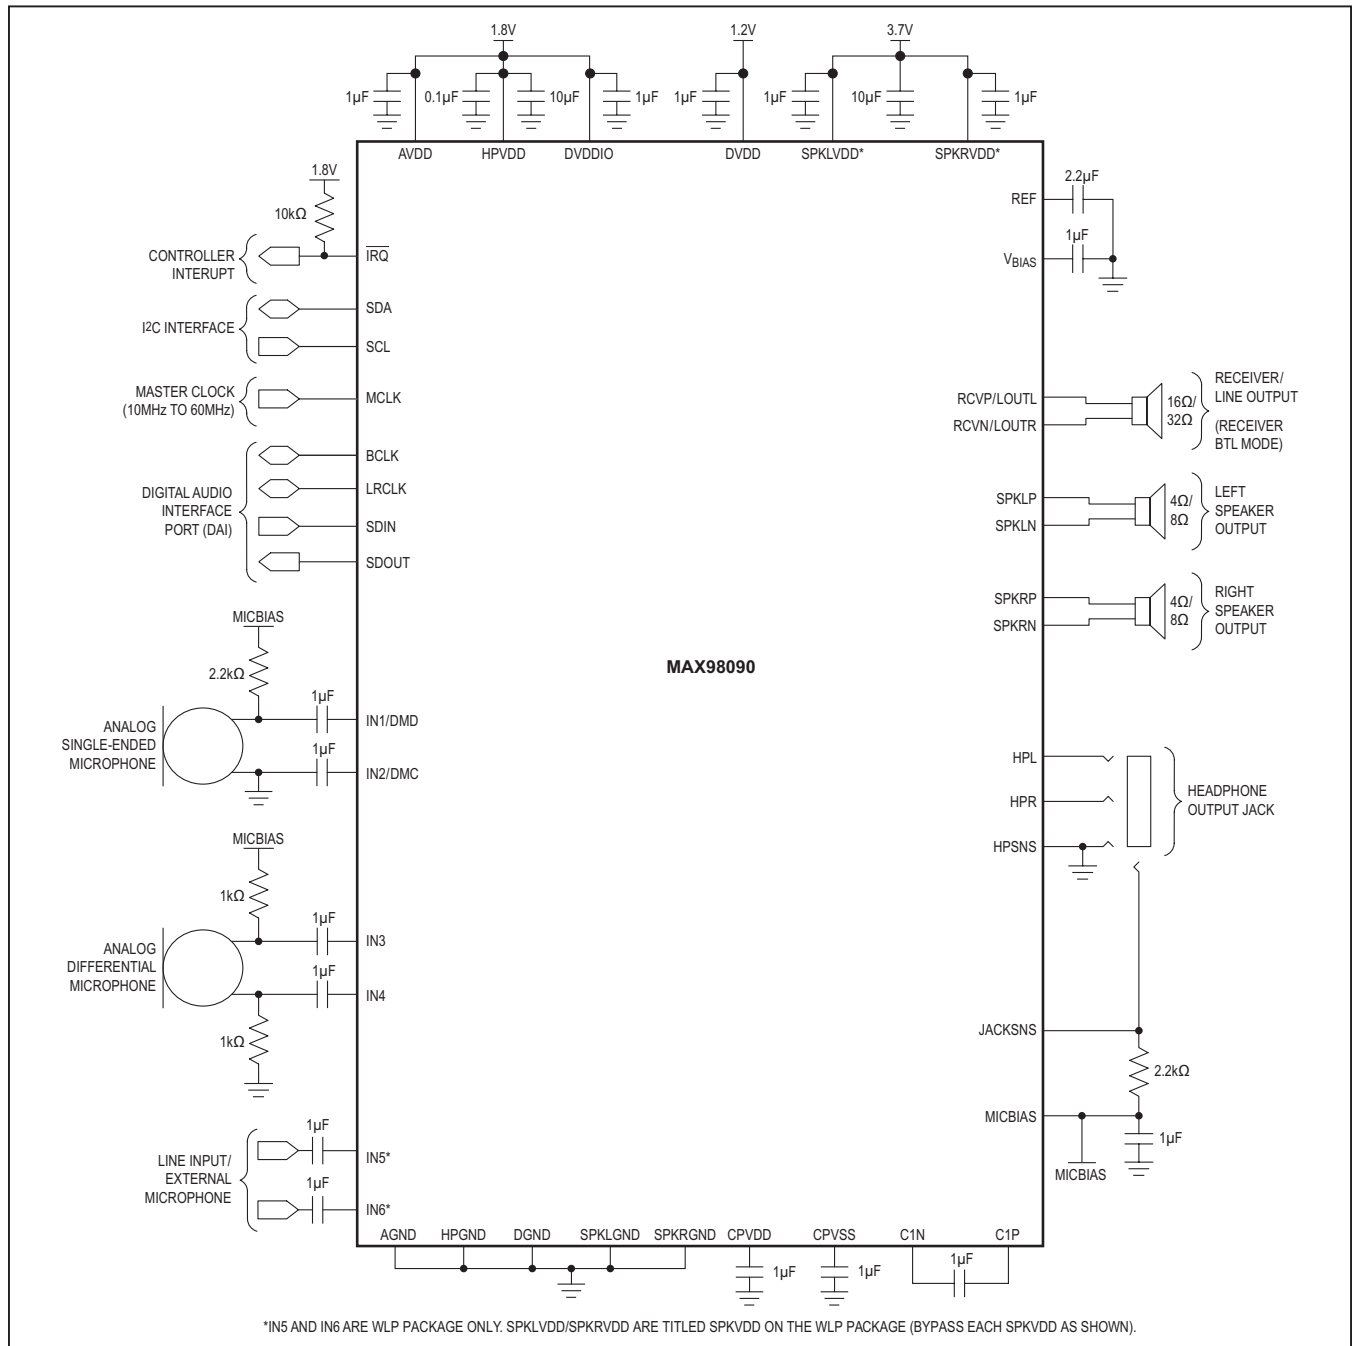 1.8V
1.2V
3.7V
1µF
0.1µF
10µF
1µF
1µF
1µF
10µF
1µF
AVDD
HPVDD
DVDDIO
DVDD
SPKLVDD*
SPKRVDD*
1.8V
10kΩ
CONTROLLER
INTERUPT
IRQ
I2C INTERFACE
SDA
SCL
MASTER CLOCK
(10MHz TO 60MHz)
MCLK
DIGITAL AUDIO
INTERFACE
PORT (DAI)
BCLK
LRCLK
SDIN
SDOUT
MICBIAS
2.2kΩ
1µF
ANALOG
SINGLE-ENDED
MICROPHONE
IN1/DMD
1µF
IN2/DMC
MICBIAS
1kΩ
1µF
ANALOG
DIFFERENTIAL
MICROPHONE
IN3
1µF
IN4
1kΩ
LINE INPUT/
EXTERNAL
MICROPHONE
1µF
IN5*
1µF
IN6*
MAX98090
REF
2.2µF
VBIAS
1µF
RCVP/LOUTL
RCVN/LOUTR
16Ω/
32Ω
RECEIVER/
LINE OUTPUT
(RECEIVER
BTL MODE)
SPKLP
SPKLN
4Ω/
8Ω
LEFT
SPEAKER
OUTPUT
SPKRP
SPKRN
4Ω/
8Ω
RIGHT
SPEAKER
OUTPUT
HPL
HPR
HPSNS
HEADPHONE
OUTPUT JACK
JACKSNS
2.2kΩ
MICBIAS
1µF
MICBIAS
AGND
HPGND
DGND
SPKLGND
SPKRGND
CPVDD
CPVSS
C1N
C1P
1µF
1µF
1µF
*IN5 AND IN6 ARE WLP PACKAGE ONLY. SPKLVDD/SPKRVDD ARE TITLED SPKVDD ON THE WLP PACKAGE (BYPASS EACH SPKVDD AS SHOWN).